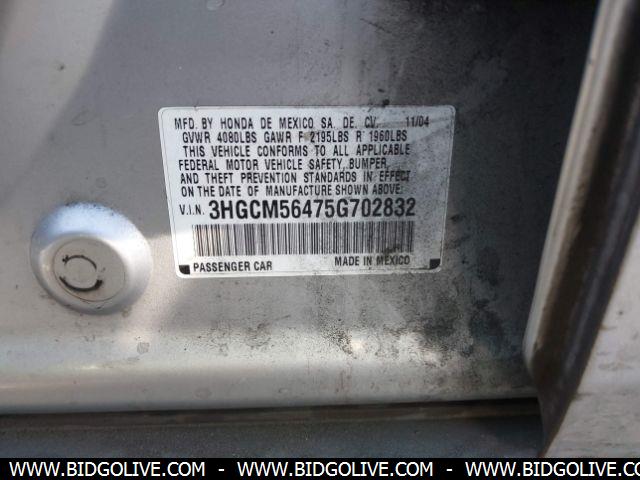 MFD. BY HONDA DE MEXICO SA. DE. CV. 11/04
GVWR 4080LBS GAWR F 2195LBS R 1960LBS
THIS VEHICLE CONFORMS TO ALL APPLICABLE
FEDERAL MOTOR VEHICLE SAFETY, BUMPER,
AND THEFT PREVENTION STANDARDS IN EFFECT
ON THE DATE OF MANUFACTURE SHOWN ABOVE.
V.I.N. 3HGCM56475G702832
PASSENGER CAR MADE IN MEXICO
WWW.BIDGOLIVE.COM - WWW.BIDGOLIVE.COM - WWW.BIDGOLIVE.COM